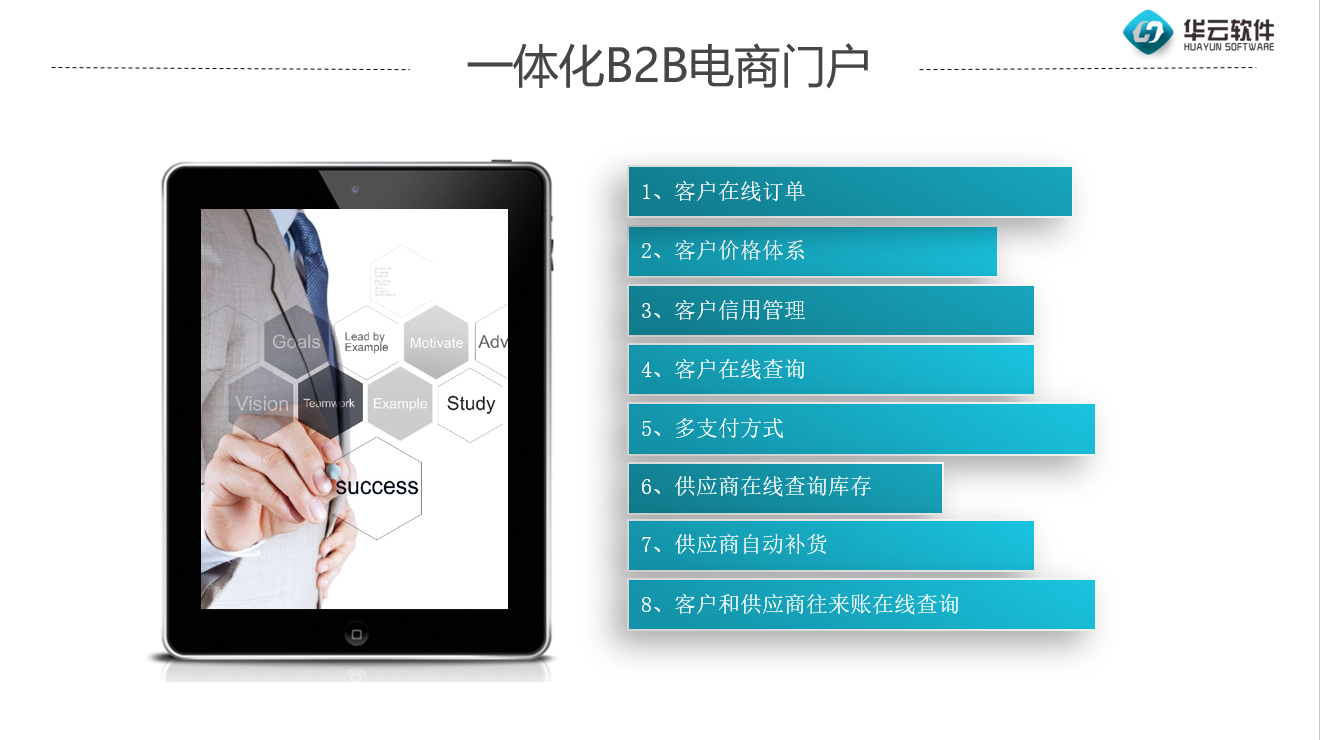 华云软件
HUAYUN SOFTWARE
一体化B2B电商门户
Goals
Lead by
Example
Motivate
Adv
Vision
Teamwork
Example
Study
success
1、客户在线订单
2、客户价格体系
3、客户信用管理
4、客户在线查询
5、多支付方式
6、供应商在线查询库存
7、供应商自动补货
8、客户和供应商往来账在线查询